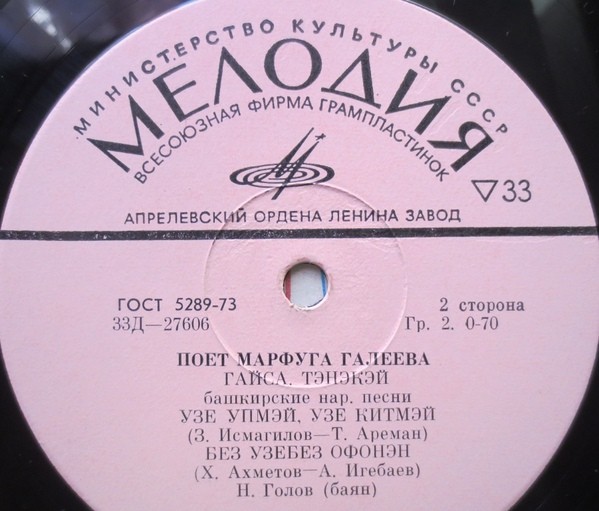 МИНИСТЕРСТВО КУЛЬТУРЫ СССР
МЕЛОДИЯ
ВСЕСОЮЗНАЯ ФИРМА ГРАМПЛАСТИНОК
▽33
АПРЕЛЕВСКИЙ ОРДЕНА ЛЕНИНА ЗАВОД
ГОСТ 5289-73
33Д—27606
2 сторона
Гр. 2. 0-70
ПОЕТ МАРФУГА ГАЛЕЕВА
ГАЙСА, ТЭНЭКЭЙ
башкирские нар. песни
УЗЕ УПМЭЙ, УЗЕ КИТМЭЙ
(З. Исмагилов—Т. Ареман)
БЕЗ УЗЕБЕЗ ОФОНЭН
(Х. Ахметов—А. Игебаев)
Н. Голов (баян)